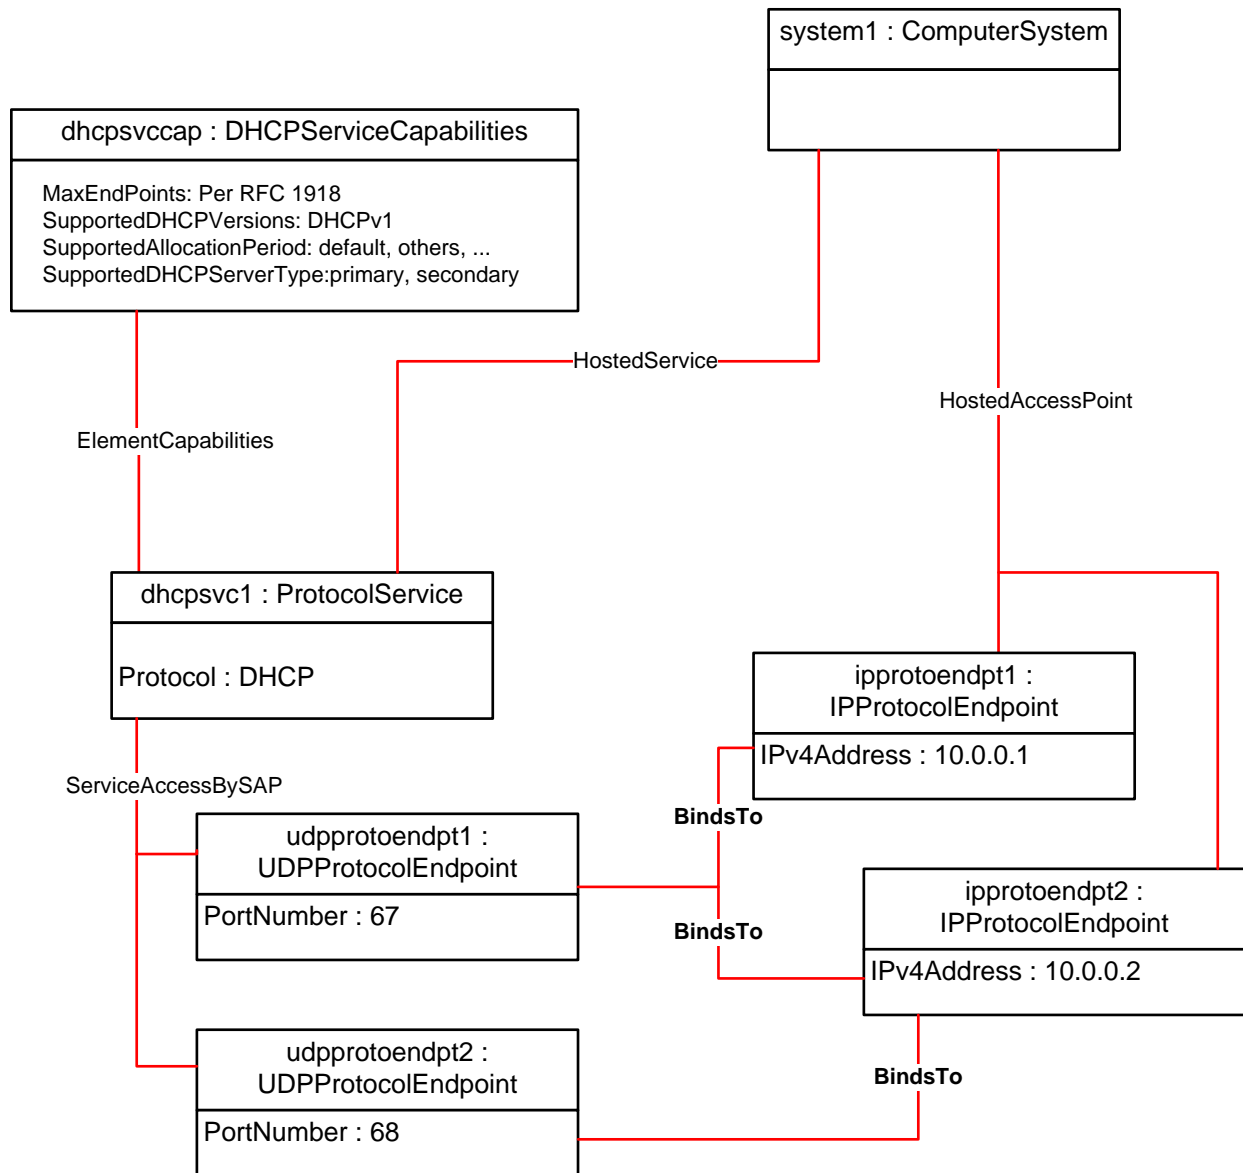 system1 : ComputerSystem
dhcpsvccap : DHCPServiceCapabilities
MaxEndPoints: Per RFC 1918
SupportedDHCPVersions: DHCPv1
SupportedAllocationPeriod: default, others, ...
SupportedDHCPServerType:primary, secondary
HostedService
HostedAccessPoint
ElementCapabilities
dhcpsvc1 : ProtocolService
Protocol : DHCP
ipprotoendpt1 :
IPProtocolEndpoint
IPv4Address : 10.0.0.1
ServiceAccessBySAP
BindsTo
udpprotoendpt1 :
UDPProtocolEndpoint
PortNumber : 67
BindsTo
ipprotoendpt2 :
IPProtocolEndpoint
IPv4Address : 10.0.0.2
udpprotoendpt2 :
UDPProtocolEndpoint
PortNumber : 68
BindsTo